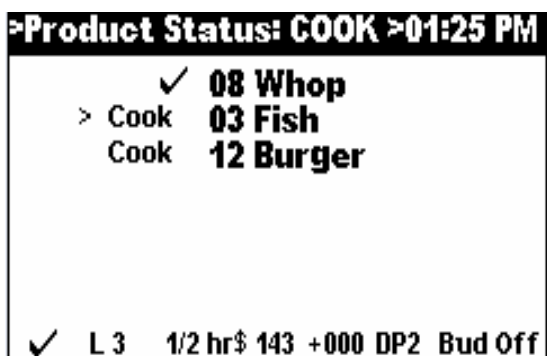 >Product Status: COOK >01:25 PM
✓ 08 Whop
> Cook 03 Fish
Cook 12 Burger
✓ L 3 1/2 hr$ 143 +000 DP2 Bud Off